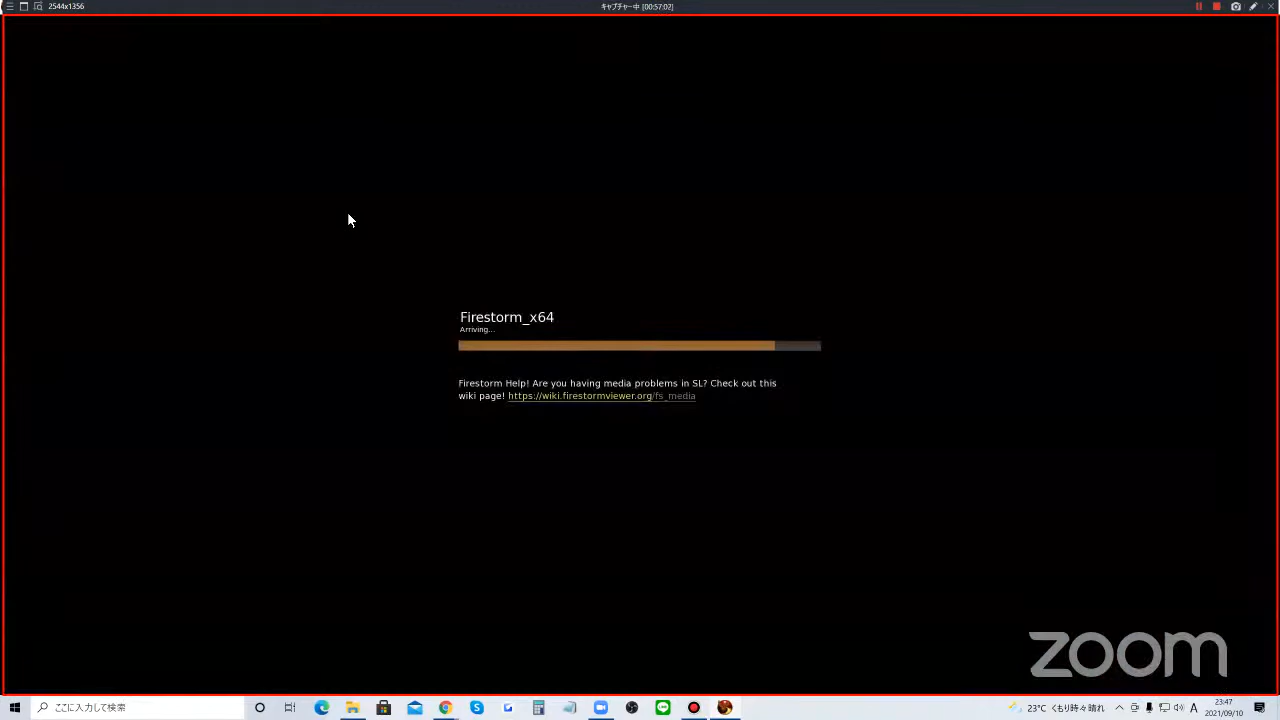 2544x1356
キャプチャー中 [00:57:02]
Firestorm_x64
Arriving...
Firestorm Help! Are you having media problems in SL? Check out this
wiki page! https://wiki.firestormviewer.org/fs_media
zoom
ここに入力して検索
23°C くもり時々晴れ
A
23:47
2021/09/10